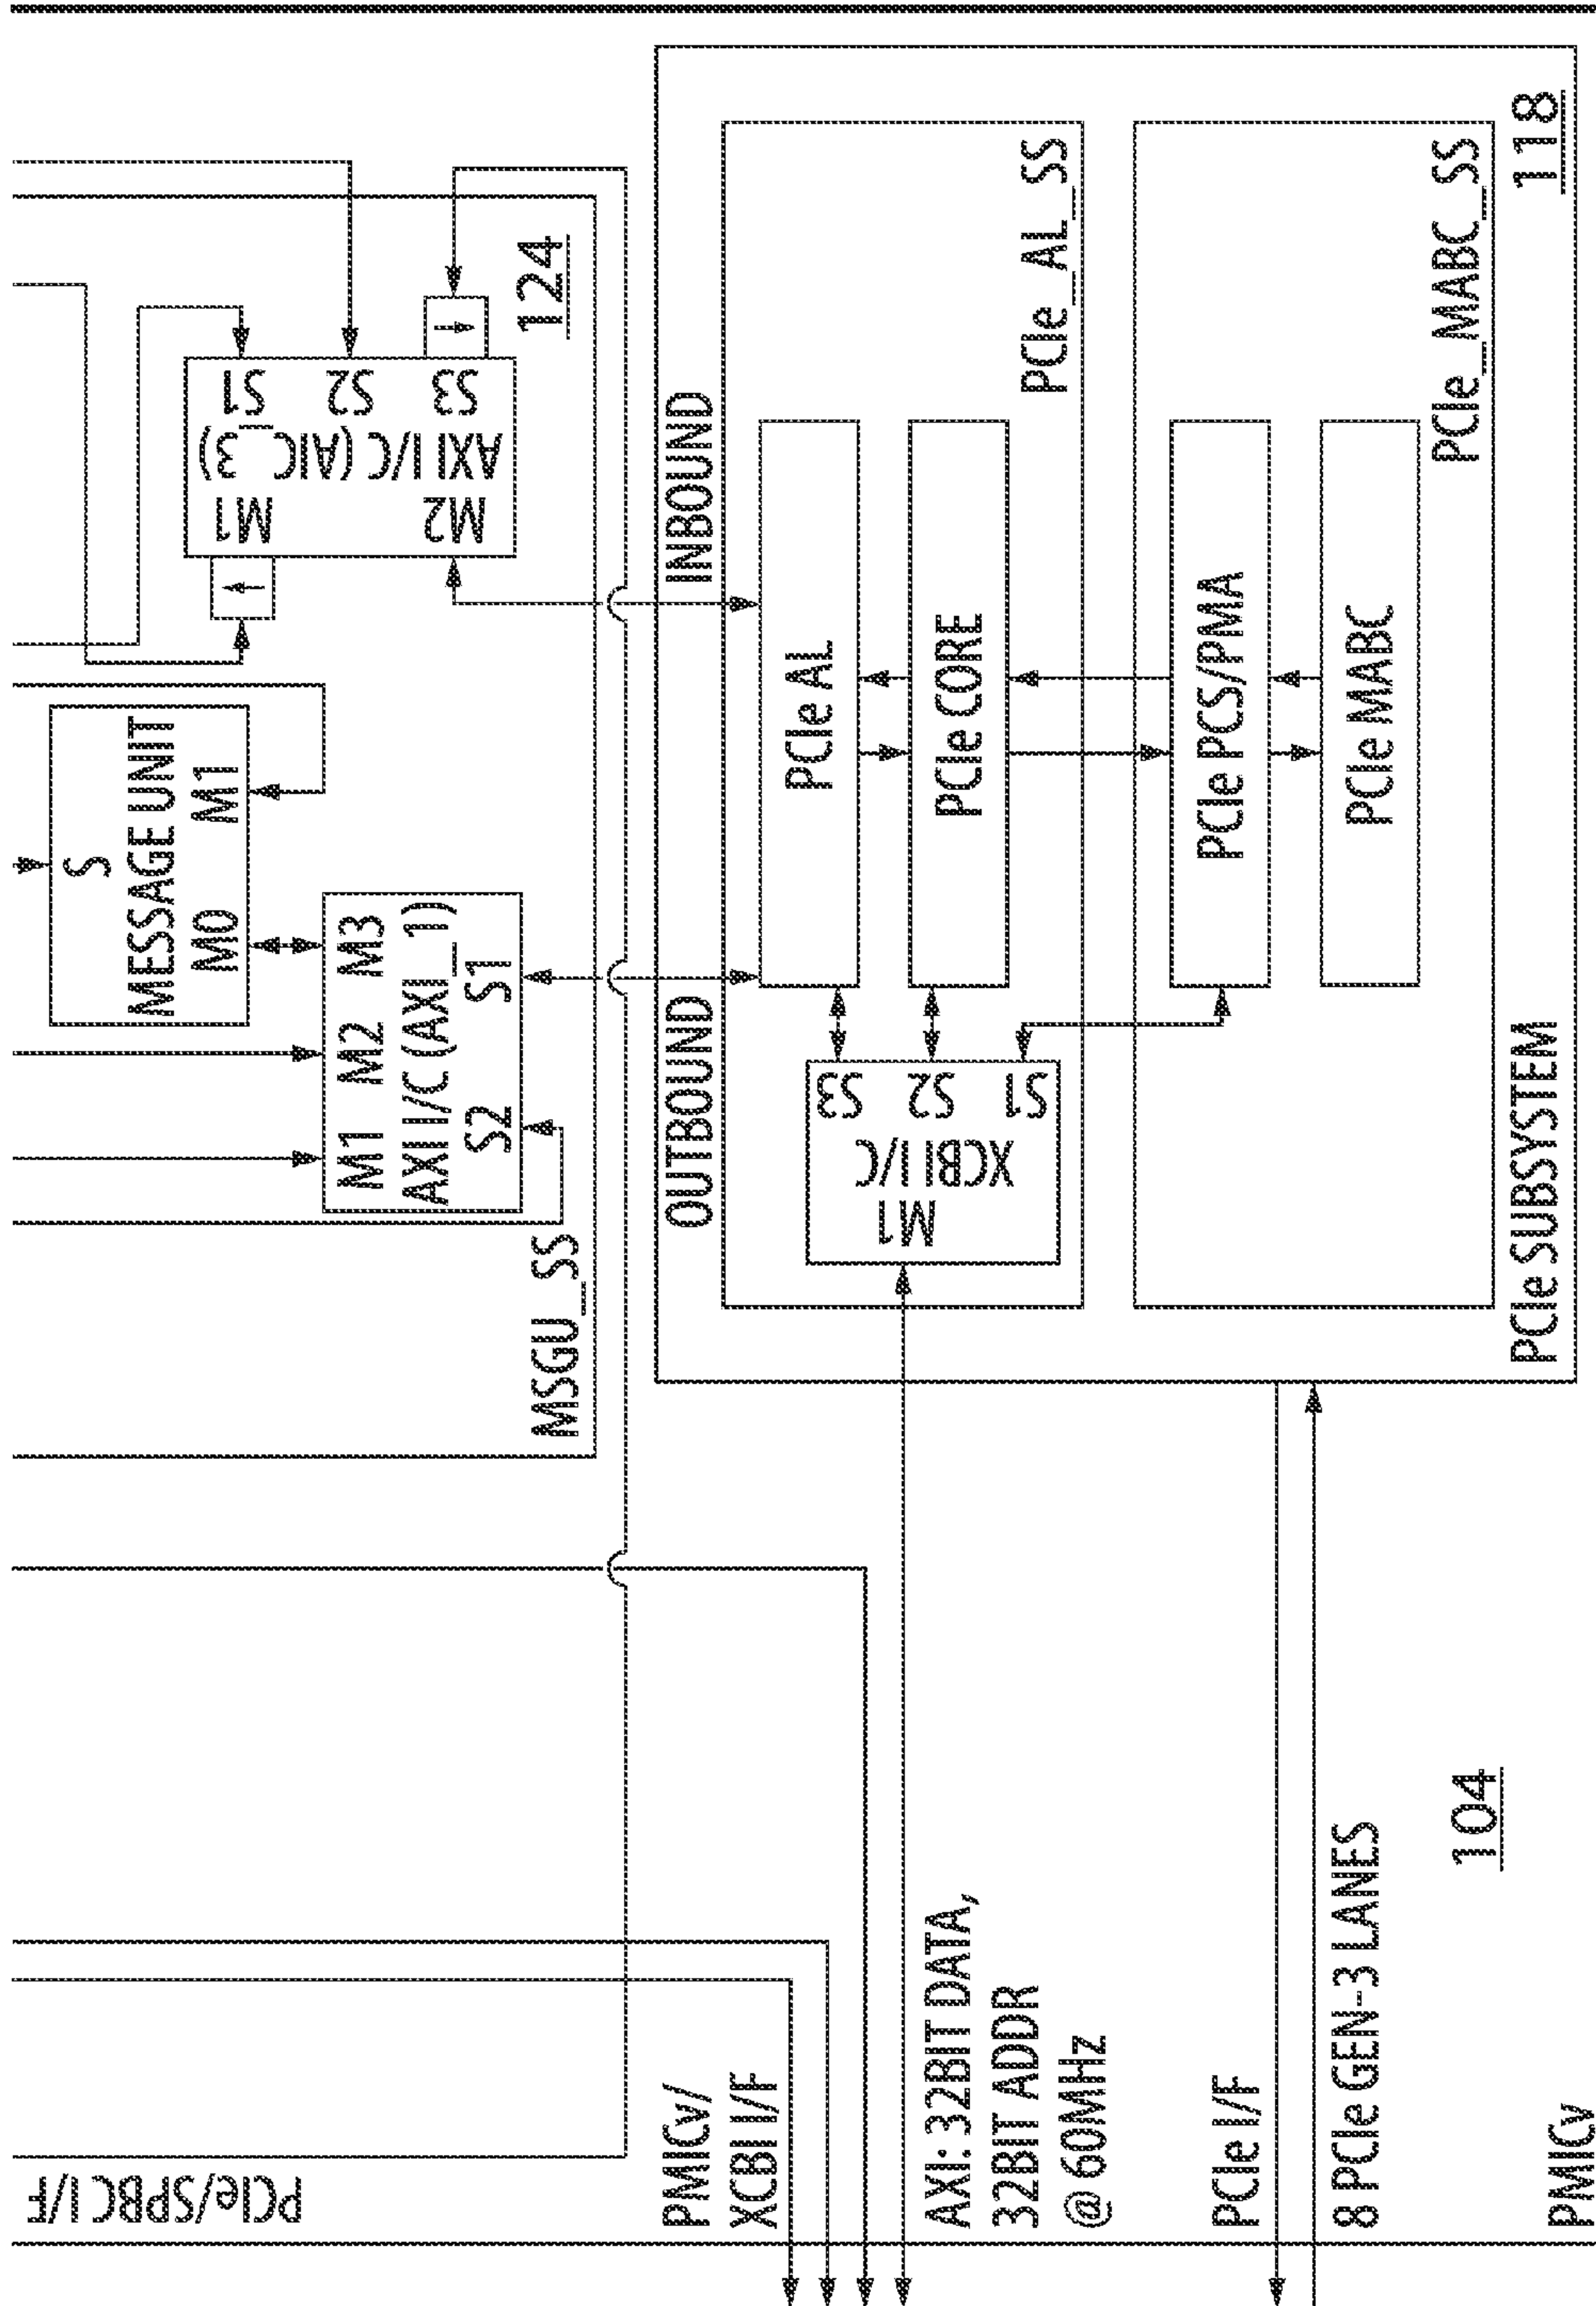 PCIe/SPBC I/F
S
MESSAGE UNIT
M0 M1
M1 M2 M3
AXI I/C (AXI_1)
S2 S1
MSGU_SS
M1 S1
AXI I/C (AIC_3) S2
M2 S3
124
PMICv/
XCBI I/F
OUTBOUND
INBOUND
PCIe AL
PCIe CORE
M1
XCBI I/C
S3
S2
S1
PCIe_AL_SS
AXI: 32BIT DATA,
32BIT ADDR
@ 60MHz
PCIe PCS/PMA
PCIe MABC
PCIe_MABC_SS
PCIe I/F
8 PCIe GEN-3 LANES
104
PCIe SUBSYSTEM
118
PMICv